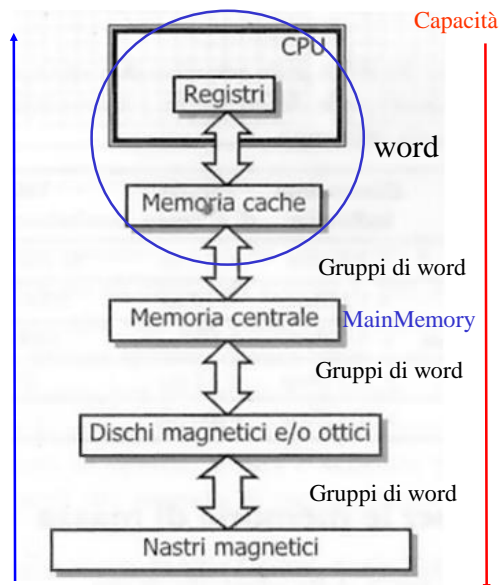 Capacità
CPU
Registri
word
Memoria cache
Gruppi di word
Memoria centrale
MainMemory
Gruppi di word
Dischi magnetici e/o ottici
Gruppi di word
Nastri magnetici